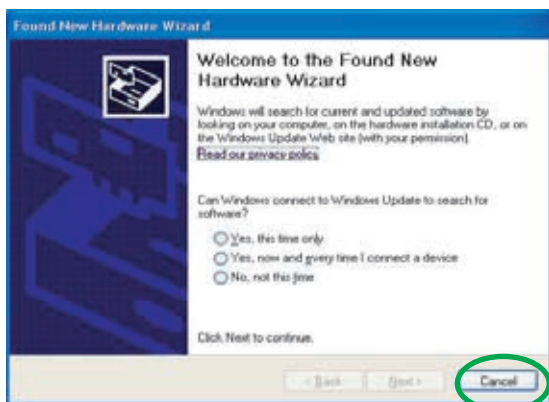 Found New Hardware Wizard
Welcome to the Found New
Hardware Wizard
Windows will search for current and updated software by
looking on your computer, on the hardware installation CD, or on
the Windows Update Web site (with your permission).
Read our privacy policy
Can Windows connect to Windows Update to search for
software?
Yes, this time only
Yes, now and every time I connect a device
No, not this time
Click Next to continue.
< Back Next > Cancel